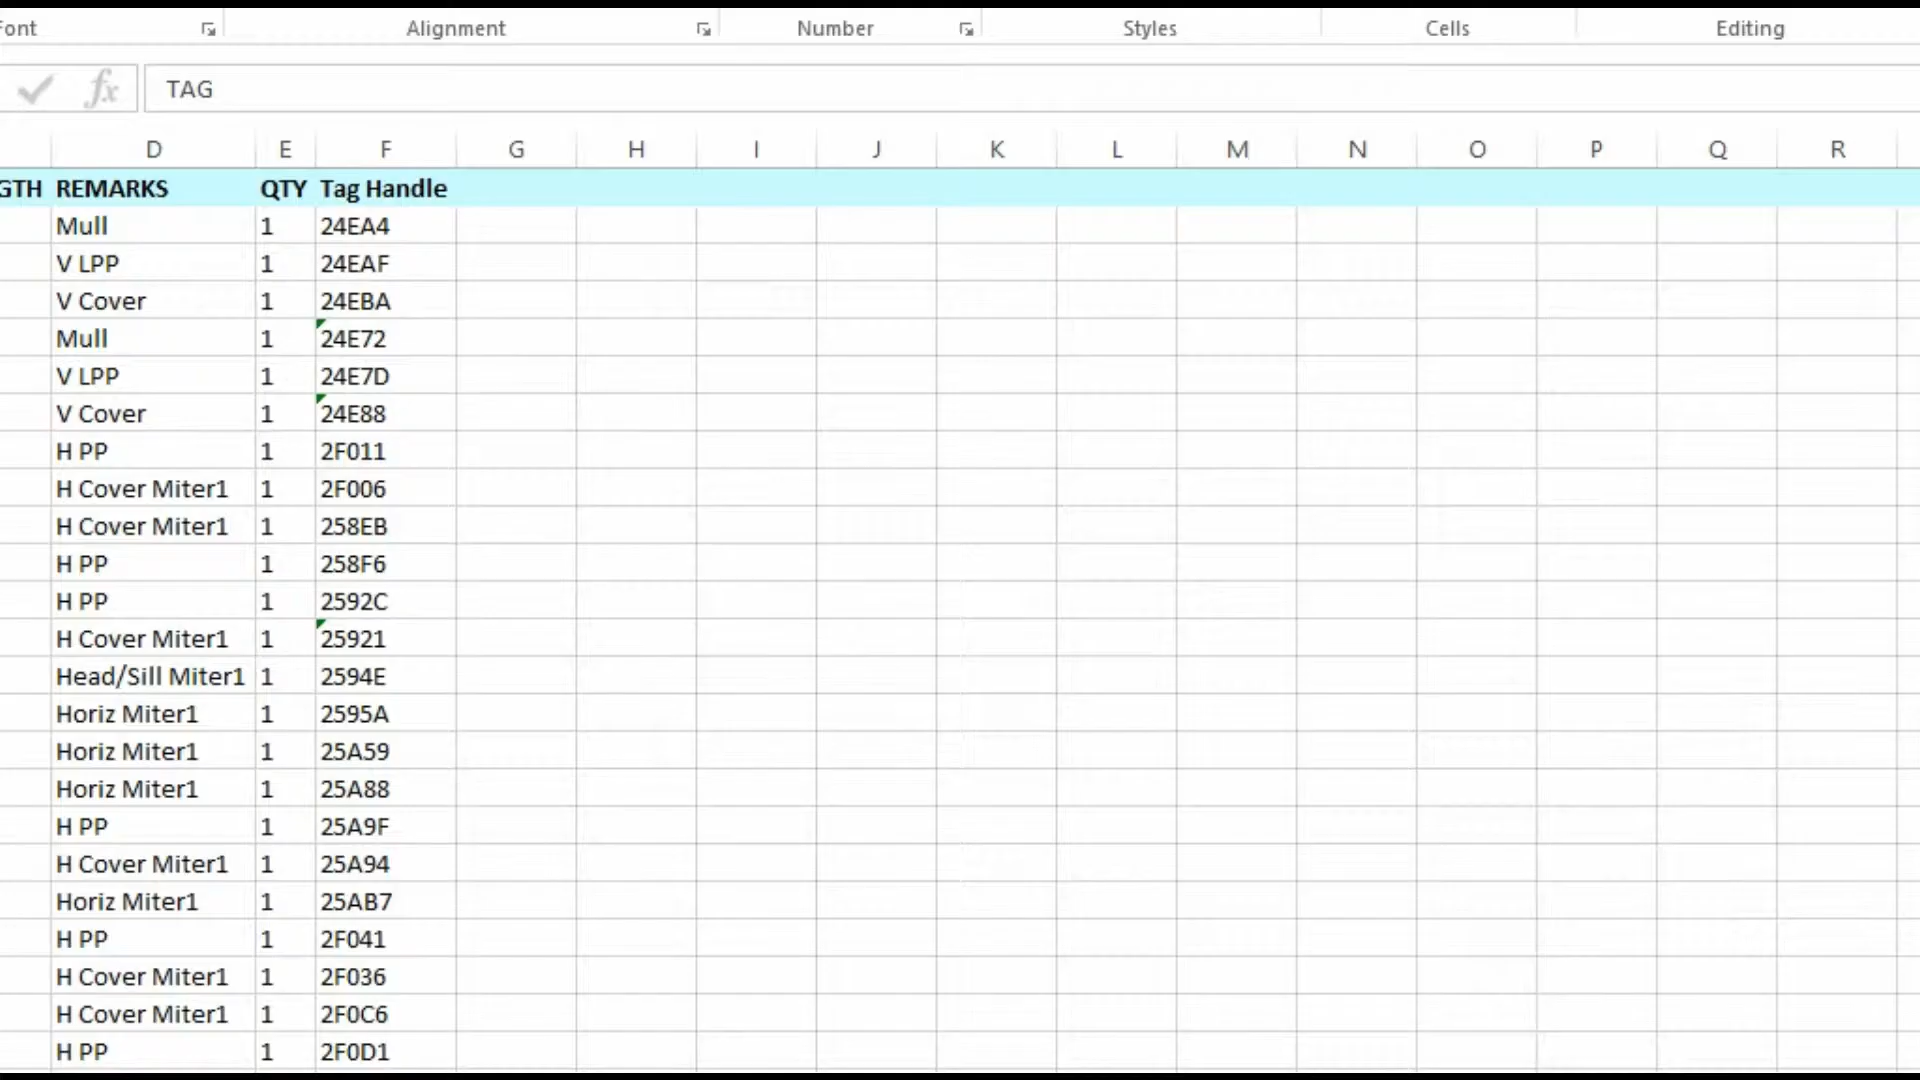 Font Alignment Number Styles Cells Editing
fx TAG
D E F G H I J K L M N O P Q R
GTH REMARKS QTY Tag Handle
Mull 1 24EA4
V LPP 1 24EAF
V Cover 1 24EBA
Mull 1 24E72
V LPP 1 24E7D
V Cover 1 24E88
H PP 1 2F011
H Cover Miter1 1 2F006
H Cover Miter1 1 258EB
H PP 1 258F6
H PP 1 2592C
H Cover Miter1 1 25921
Head/Sill Miter1 1 2594E
Horiz Miter1 1 2595A
Horiz Miter1 1 25A59
Horiz Miter1 1 25A88
H PP 1 25A9F
H Cover Miter1 1 25A94
Horiz Miter1 1 25AB7
H PP 1 2F041
H Cover Miter1 1 2F036
H Cover Miter1 1 2F0C6
H PP 1 2F0D1